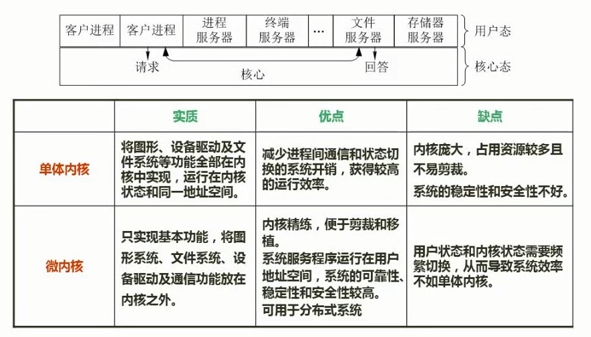 客户进程 客户进程 进程 终端 文件 存储器
服务器 服务器 … 服务器 服务器
用户态
请求 回答
核心
核心态
实质 优点 缺点
单体内核
将图形、设备驱动及文
件系统等功能全部在内
核中实现，运行在内核
状态和同一地址空间。
减少进程间通信和状态切
换的系统开销，获得较高
的运行效率。
内核庞大，占用资源较多且
不易剪裁。
系统的稳定性和安全性不好。
微内核
只实现基本功能，将图
形系统、文件系统、设
备驱动及通信功能放在
内核之外。
内核精练，便于剪裁和移
植。
系统服务程序运行在用户
地址空间，系统的可靠性、
稳定性和安全性较高。
可用于分布式系统
用户状态和内核状态需要频
繁切换，从而导致系统效率
不如单体内核。